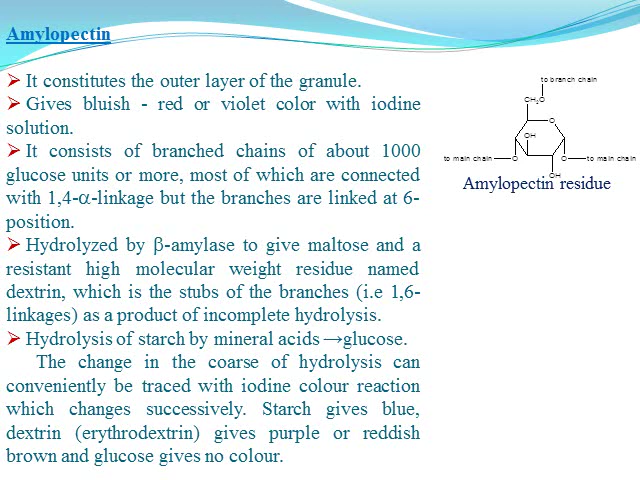 Amylopectin
➢ It constitutes the outer layer of the granule.
➢ Gives bluish - red or violet color with iodine
solution.
➢ It consists of branched chains of about 1000
glucose units or more, most of which are connected
with 1,4-α-linkage but the branches are linked at 6-
position.
➢ Hydrolyzed by β-amylase to give maltose and a
resistant high molecular weight residue named
dextrin, which is the stubs of the branches (i.e 1,6-
linkages) as a product of incomplete hydrolysis.
➢ Hydrolysis of starch by mineral acids →glucose.
The change in the coarse of hydrolysis can
conveniently be traced with iodine colour reaction
which changes successively. Starch gives blue,
dextrin (erythrodextrin) gives purple or reddish
brown and glucose gives no colour.
to branch chain
CH₂O
O
OH
to main chain O O to main chain
OH
Amylopectin residue